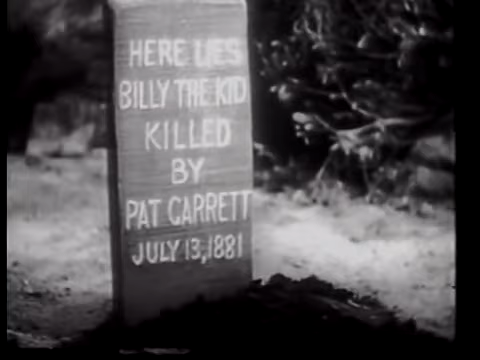 HERE LIES
BILLY THE KID
KILLED
BY
PAT GARRETT
JULY 13, 1881